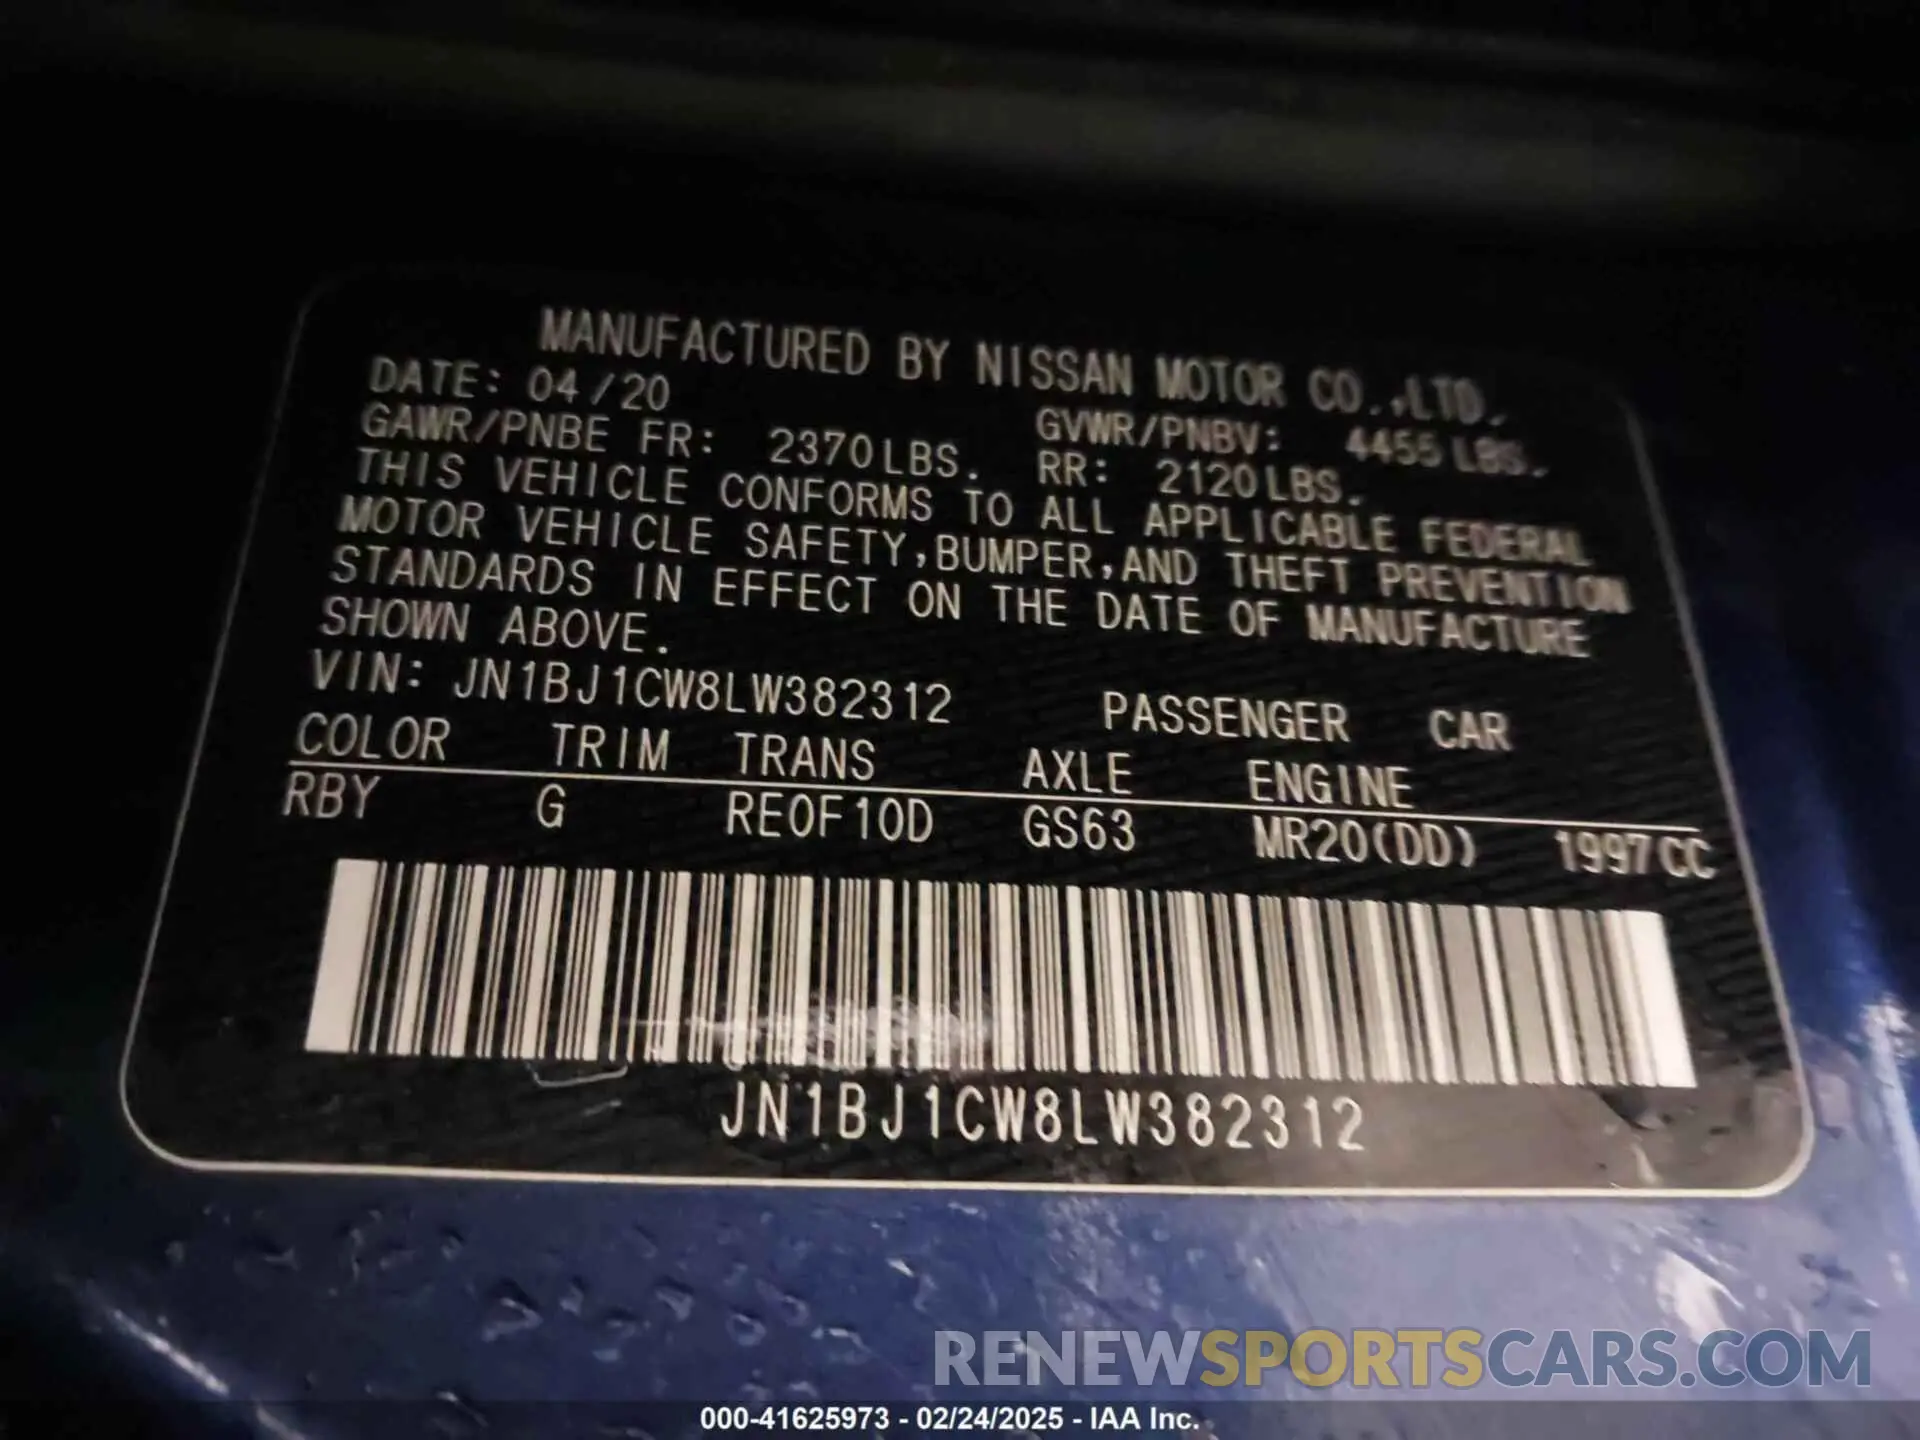 MANUFACTURED BY NISSAN MOTOR CO.,LTD.
DATE: 04/20 GVWR/PNBV: 4455 LBS.
GAWR/PNBE FR: 2370LBS. RR: 2120LBS.
THIS VEHICLE CONFORMS TO ALL APPLICABLE FEDERAL
MOTOR VEHICLE SAFETY,BUMPER,AND THEFT PREVENTION
STANDARDS IN EFFECT ON THE DATE OF MANUFACTURE
SHOWN ABOVE.
VIN: JN1BJ1CW8LW382312 PASSENGER CAR
COLOR TRIM TRANS AXLE ENGINE
RBY G RE0F10D GS63 MR20(DD) 1997CC
JN1BJ1CW8LW382312
RENEWSPORTSCARS.COM
000-41625973 - 02/24/2025 - IAA Inc.